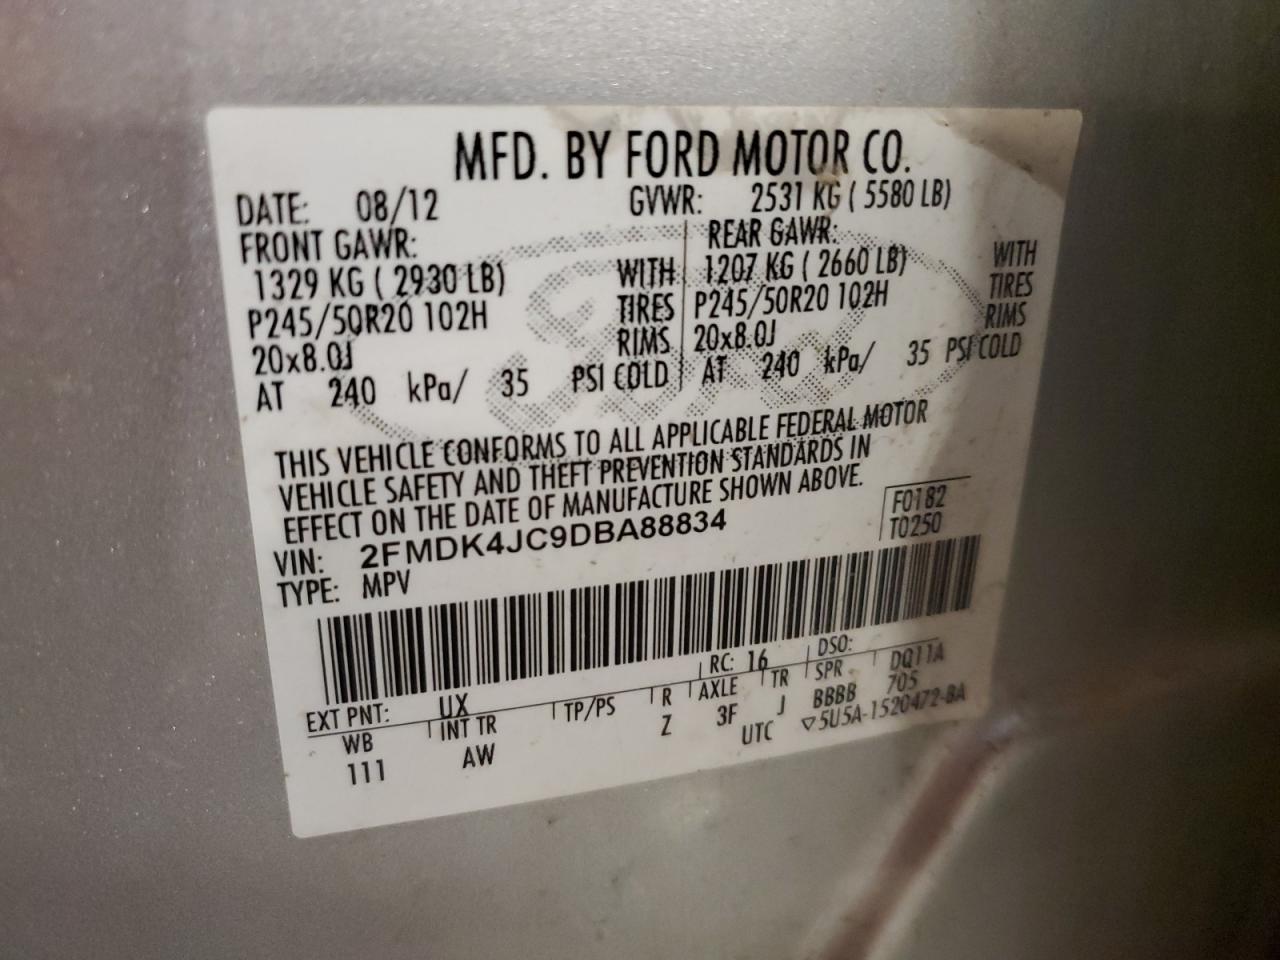 MFD. BY FORD MOTOR CO.
DATE: 08/12 GVWR: 2531 KG ( 5580 LB)
FRONT GAWR: REAR GAWR:
1329 KG ( 2930 LB) WITH 1207 KG ( 2660 LB) WITH
P245/50R20 102H TIRES P245/50R20 102H TIRES
20x8.0J RIMS 20x8.0J RIMS
AT 240 kPa/ 35 PSI COLD AT 240 kPa/ 35 PSI COLD
THIS VEHICLE CONFORMS TO ALL APPLICABLE FEDERAL MOTOR
VEHICLE SAFETY AND THEFT PREVENTION STANDARDS IN
EFFECT ON THE DATE OF MANUFACTURE SHOWN ABOVE.
VIN: 2FMDK4JC9DBA88834 F0182
TYPE: MPV T0250
EXT PNT: UX RC: 16 DSO:
WB INT TR TP/PS R AXLE TR SPR DQ11A
111 AW Z 3F J BBBB 705
UTC ▽5U5A-1520472-BA